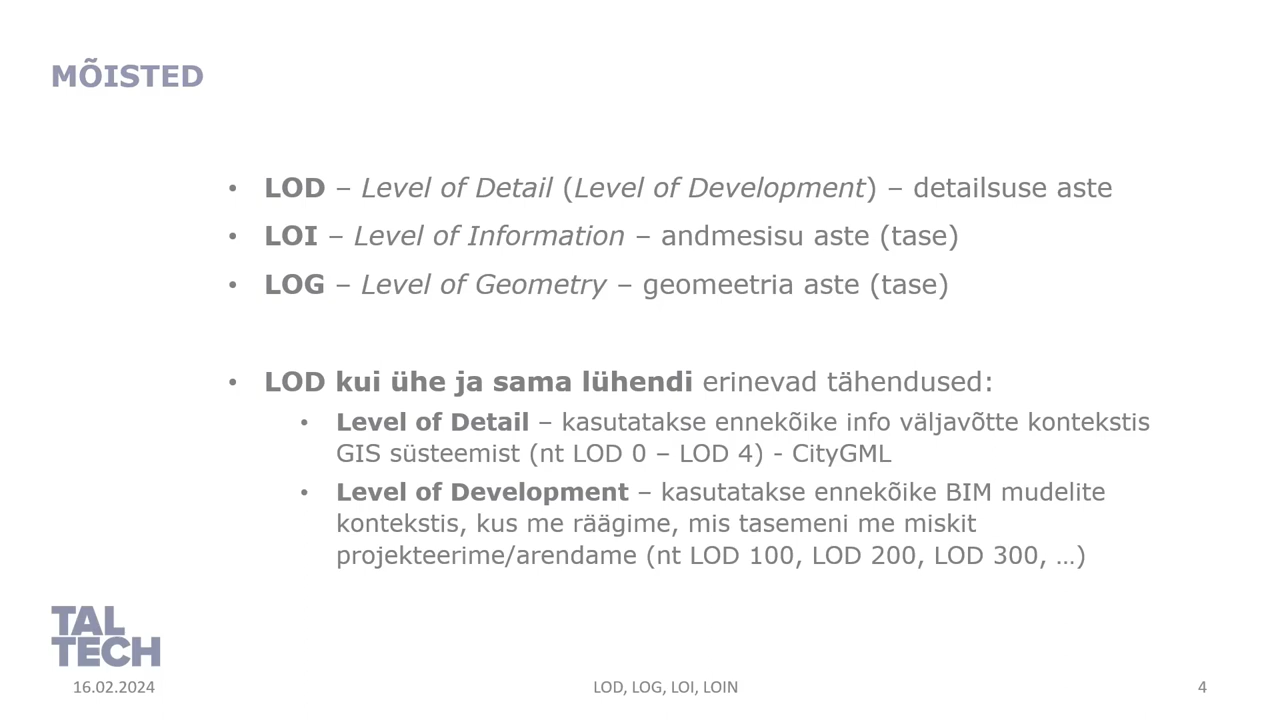 MÕISTED
• LOD – Level of Detail (Level of Development) – detailsuse aste
• LOI – Level of Information – andmesisu aste (tase)
• LOG – Level of Geometry – geomeetria aste (tase)
• LOD kui ühe ja sama lühendi erinevad tähendused:
• Level of Detail – kasutatakse ennekõike info väljavõtte kontekstis
GIS süsteemist (nt LOD 0 – LOD 4) - CityGML
• Level of Development – kasutatakse ennekõike BIM mudelite
kontekstis, kus me räägime, mis tasemeni me miskit
projekteerime/arendame (nt LOD 100, LOD 200, LOD 300, …)
TAL
TECH
16.02.2024
LOD, LOG, LOI, LOIN
4